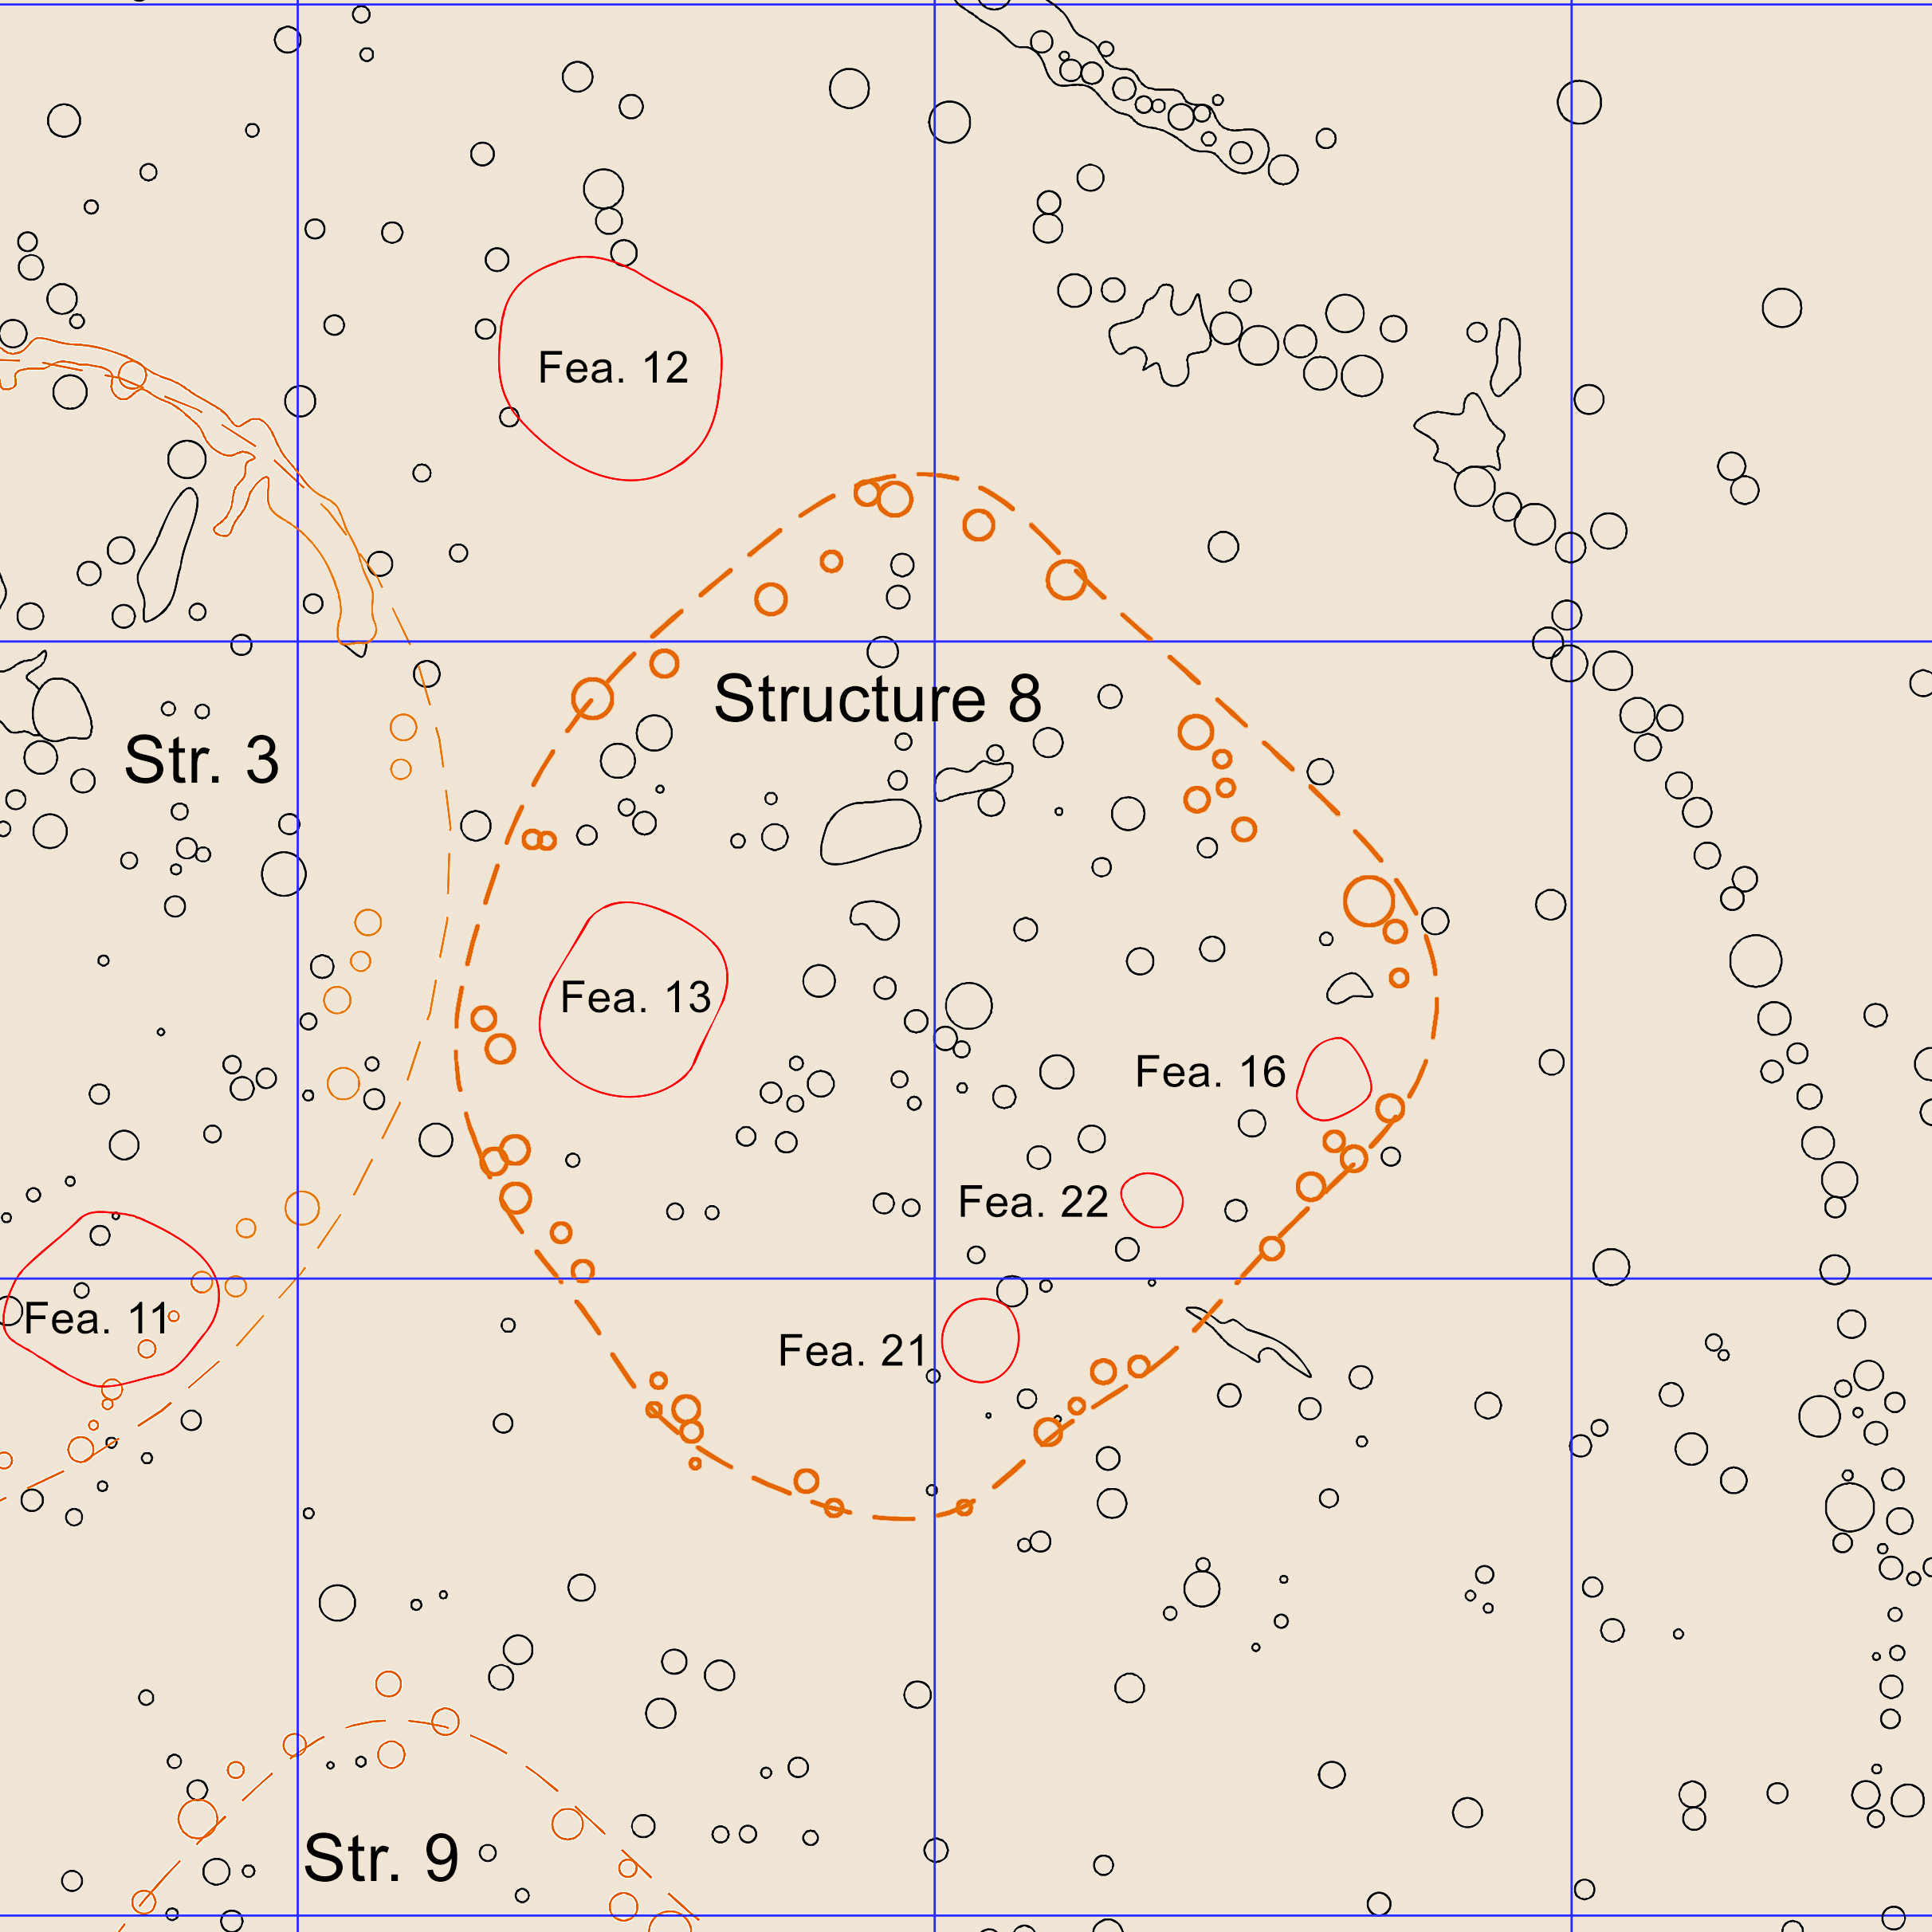 Fea. 12
Structure 8
Str. 3
Fea. 13
Fea. 16
Fea. 22
Fea. 11
Fea. 21
Str. 9